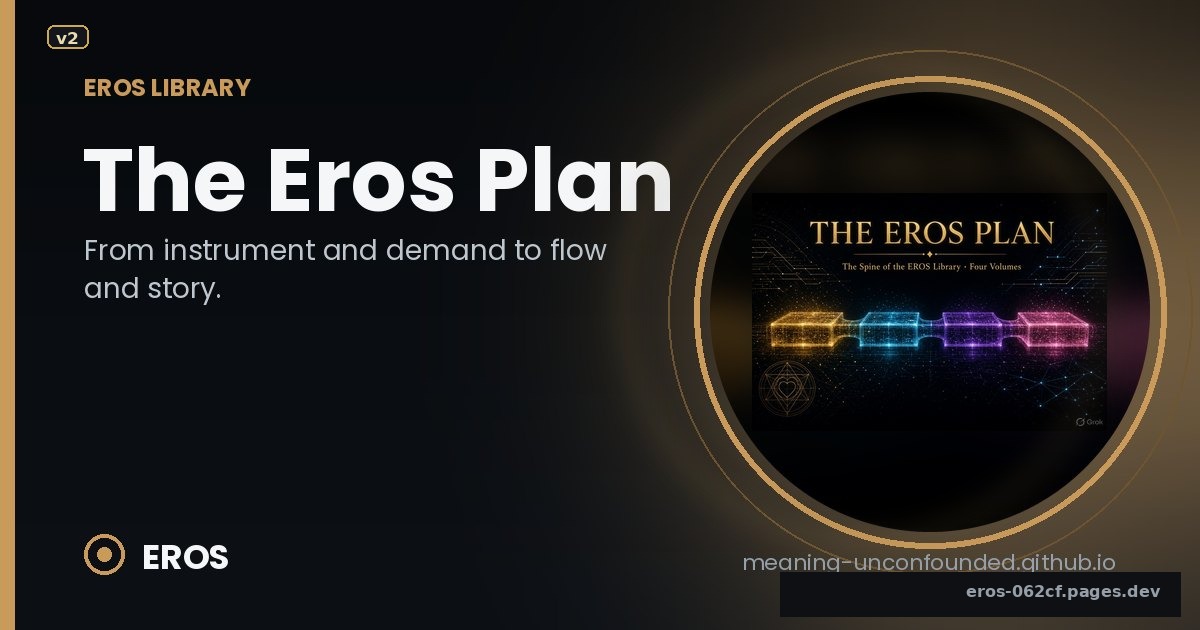 v2
EROS LIBRARY
The Eros Plan
From instrument and demand to flow
and story.
THE EROS PLAN
The Spine of the EROS Library · Four Volumes
Grok
EROS
meaning-unconfounded.github.io
eros-062cf.pages.dev